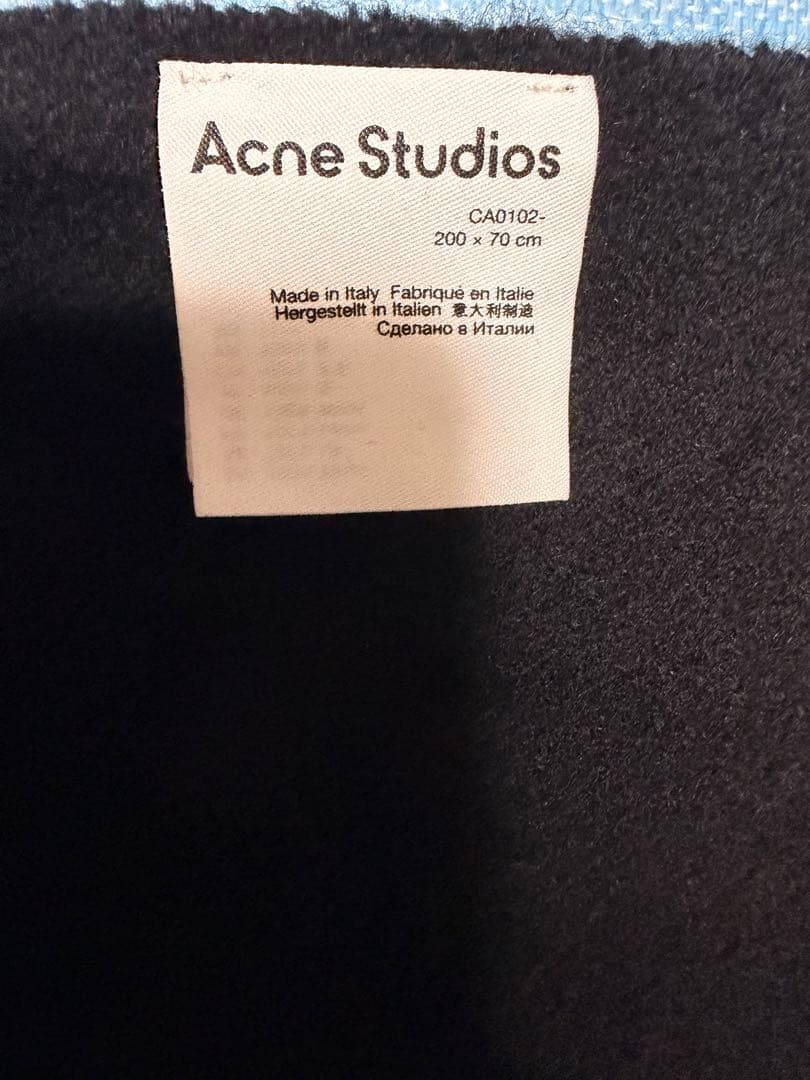 Acne Studios
CA0102-
200 × 70 cm
Made in Italy Fabriqué en Italie
Hergestellt in Italien 意大利制造
Сделано в Италии